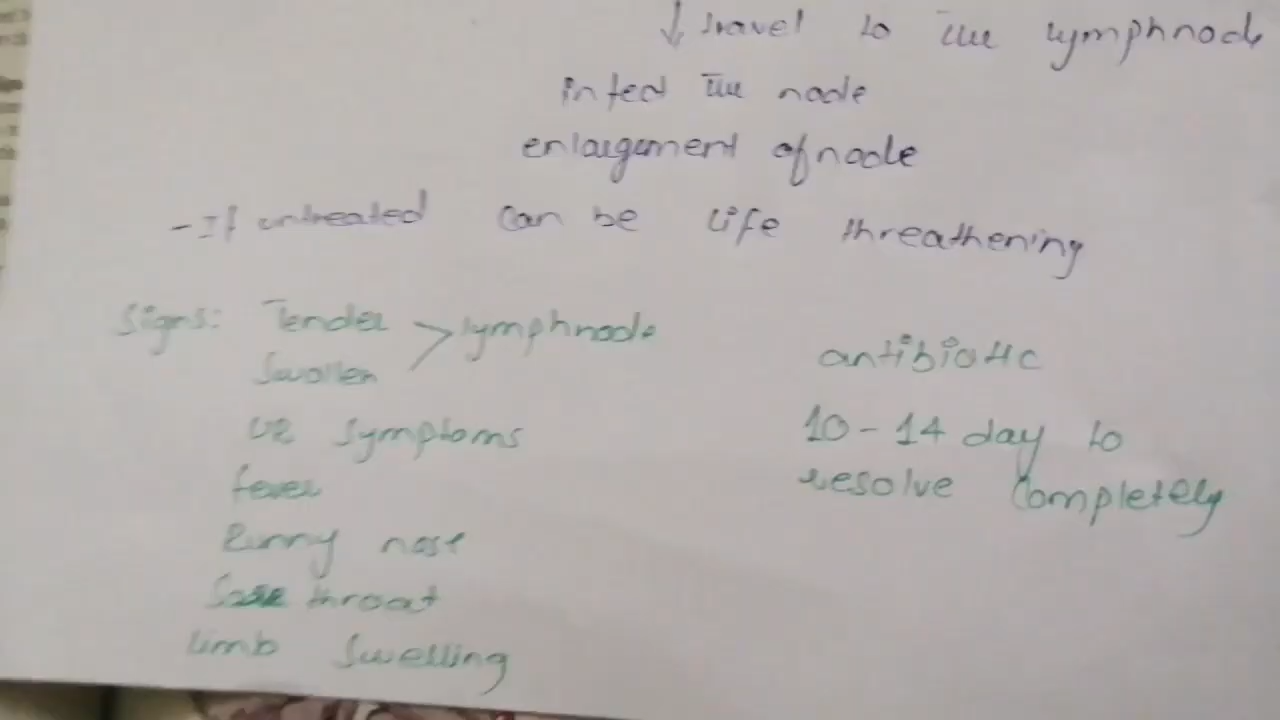 ↓ travel to the lymphnode
infect the node
enlargement of node
- If untreated can be life threathening
Signs: Tender > lymphnode
Swollen
UR symptoms
fever
Runny nose
Sore throat
limb swelling
antibiotic
10 - 14 day to
resolve completely